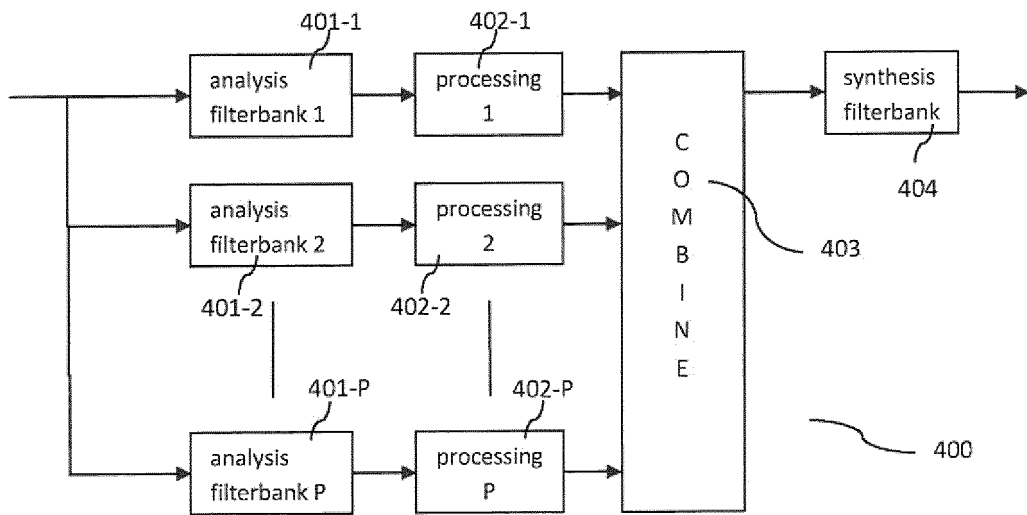 401-1
402-1
analysis
filterbank 1
processing
1
synthesis
filterbank
404
C
O
M
B
I
N
E
403
analysis
filterbank 2
processing
2
401-2
402-2
401-P
402-P
analysis
filterbank P
processing
P
400